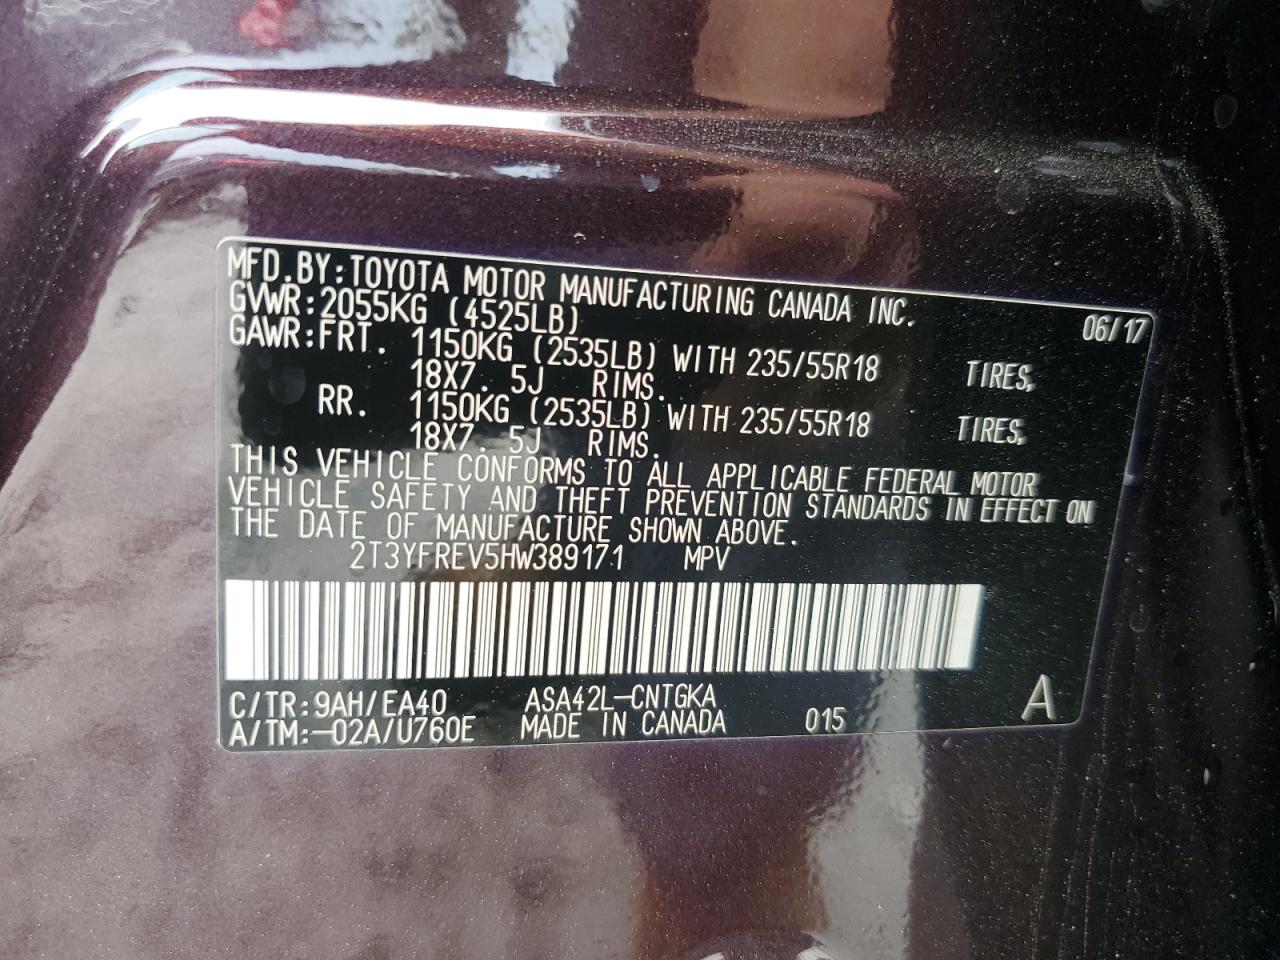 MFD.BY:TOYOTA MOTOR MANUFACTURING CANADA INC.
GVWR:2055KG (4525LB) 06/17
GAWR:FRT. 1150KG (2535LB) WITH 235/55R18 TIRES,
18X7.5J RIMS.
RR. 1150KG (2535LB) WITH 235/55R18 TIRES,
18X7.5J RIMS.
THIS VEHICLE CONFORMS TO ALL APPLICABLE FEDERAL MOTOR
VEHICLE SAFETY AND THEFT PREVENTION STANDARDS IN EFFECT ON
THE DATE OF MANUFACTURE SHOWN ABOVE.
2T3YFREV5HW389171 MPV
C/TR:9AH/EA40 ASA42L-CNTGKA
A/TM:-02A/U760E MADE IN CANADA 015 A